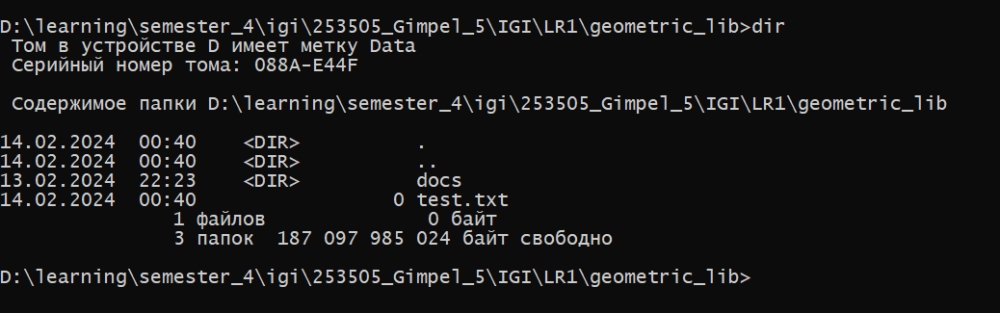 D:\learning\semester_4\igi\253505_Gimpel_5\IGI\LR1\geometric_lib>dir
Том в устройстве D имеет метку Data
Серийный номер тома: 088A-E44F
Содержимое папки D:\learning\semester_4\igi\253505_Gimpel_5\IGI\LR1\geometric_lib
14.02.2024  00:40    <DIR>          .
14.02.2024  00:40    <DIR>          ..
13.02.2024  22:23    <DIR>          docs
14.02.2024  00:40                 0 test.txt
1 файлов              0 байт
3 папок  187 097 985 024 байт свободно
D:\learning\semester_4\igi\253505_Gimpel_5\IGI\LR1\geometric_lib>